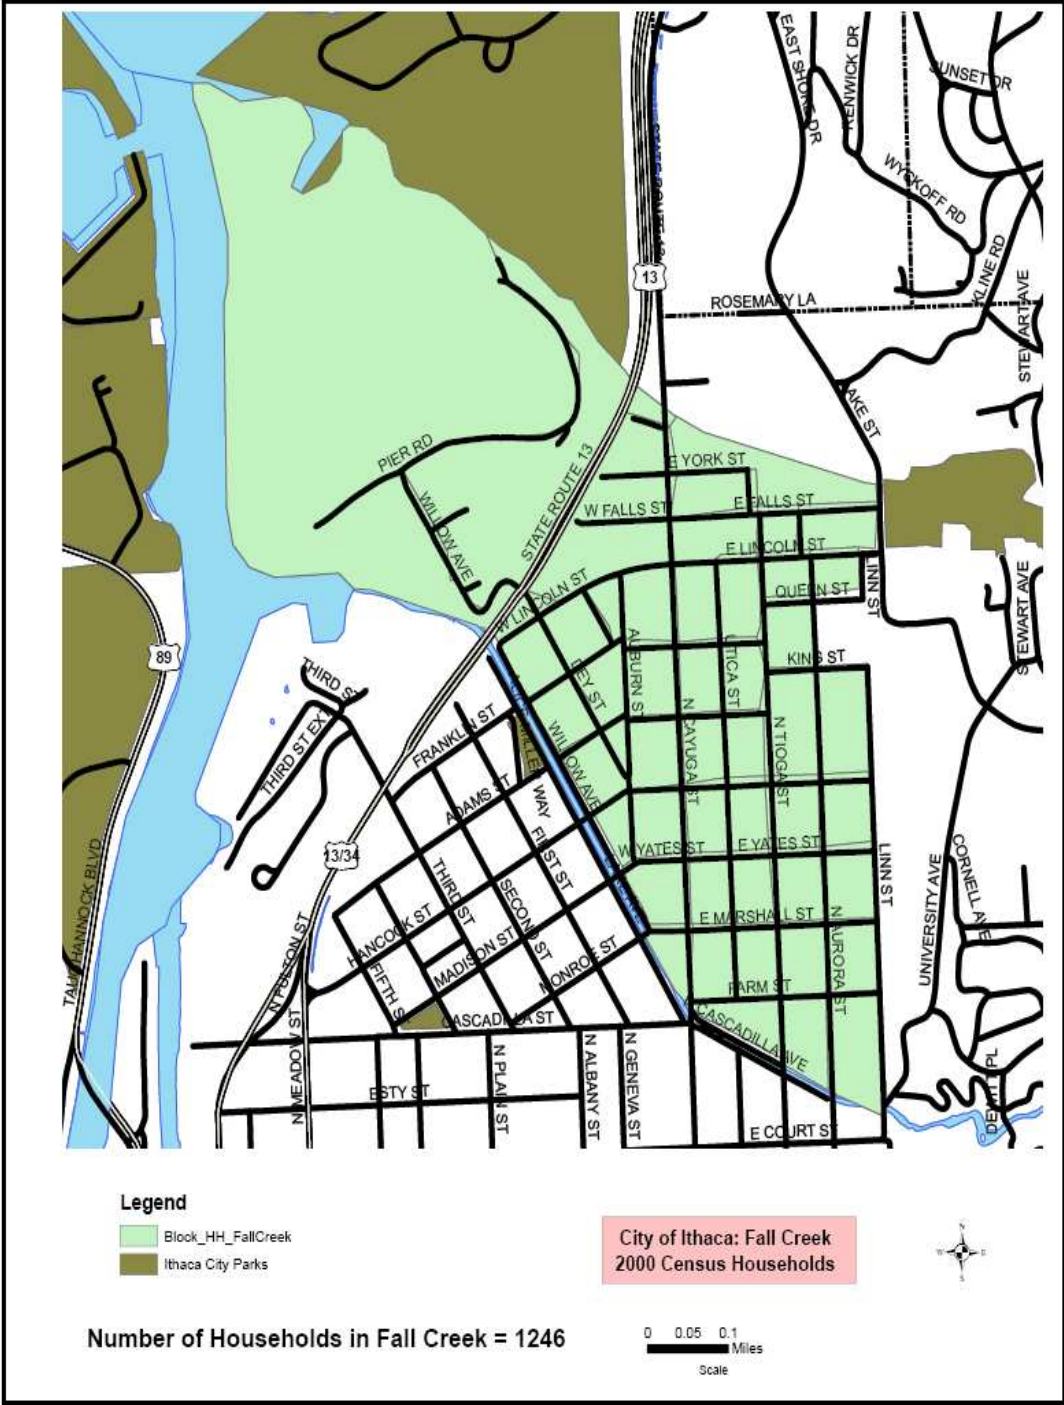 EAST SHORE DR
RENWICK DR
SUNSET DR
WYCKOFF RD
KLINE RD
STEWART AVE
13
ROSEMARY LA
LAKE ST
PIER RD
WILLOW AVE
STATE ROUTE 13
E YORK ST
W FALLS ST
E FALLS ST
E LINCOLN ST
W LINCOLN ST
QUEEN ST
LINN ST
STEWART AVE
KING ST
AUBURN ST
UTICA ST
DEY ST
N CAYUGA ST
N TIOGA ST
WILLOW AVE
89
THIRD ST
THIRD ST EXT
FRANKLIN ST
ADAMS ST
WAY
FIRST ST
13/34
W YATES ST
E YATES ST
LINN ST
THIRD ST
SECOND ST
HANCOCK ST
MADISON ST
MONROE ST
FIFTH ST
E MARSHALL ST
N AURORA ST
FARM ST
UNIVERSITY AVE
CORNELL AVE
TAUGHANNOCK BLVD
N FULTON ST
N MEADOW ST
CASCADILLA ST
CASCADILLA AVE
ESTY ST
N PLAIN ST
N ALBANY ST
N GENEVA ST
E COURT ST
DEWITT PL
Legend
Block_HH_FallCreek
Ithaca City Parks
City of Ithaca: Fall Creek
2000 Census Households
N
W E
S
Number of Households in Fall Creek = 1246
0 0.05 0.1
Miles
Scale